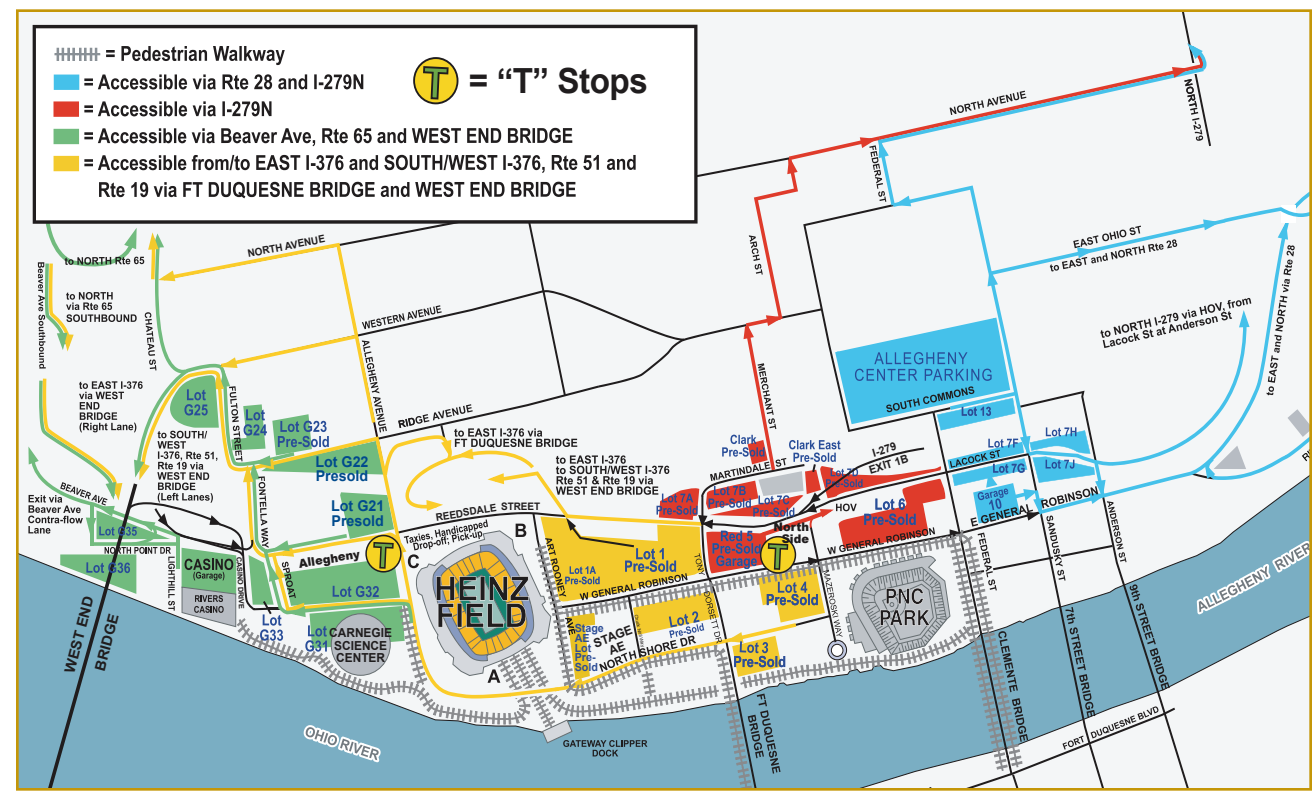 = Pedestrian Walkway
= Accessible via Rte 28 and I-279N
= Accessible via I-279N
= Accessible via Beaver Ave, Rte 65 and WEST END BRIDGE
= Accessible from/to EAST I-376 and SOUTH/WEST I-376, Rte 51 and
Rte 19 via FT DUQUESNE BRIDGE and WEST END BRIDGE
T = “T” Stops
NORTH AVENUE
NORTH I-279
FEDERAL ST
ARCH ST
EAST OHIO ST
to EAST and NORTH Rte 28
to NORTH I-279 via HOV, from
Lacock St at Anderson St
to EAST and NORTH via Rte 28
to NORTH Rte 65
Beaver Ave Southbound
to NORTH
via Rte 65
SOUTHBOUND
CHATEAU ST
NORTH AVENUE
WESTERN AVENUE
ALLEGHENY AVENUE
RIDGE AVENUE
MERCHANT ST
ALLEGHENY
CENTER PARKING
SOUTH COMMONS
Lot 13
to EAST I-376
via WEST
END
BRIDGE
(Right Lane)
to SOUTH/
WEST
I-376, Rte 51,
Rte 19 via
WEST END
BRIDGE
(Left Lanes)
Lot
G25
FULTON STREET
Lot
G24
Lot G23
Pre-Sold
Lot G22
Presold
Lot G21
Presold
FONTELLA WAY
to EAST I-376 via
FT DUQUESNE BRIDGE
to EAST I-376
to SOUTH/WEST I-376
Rte 51 & Rte 19 via
WEST END BRIDGE
Clark
Pre-Sold
Clark East
Pre-Sold
MARTINDALE ST
I-279
EXIT 1B
Lot 7A
Pre-Sold
Lot 7B
Pre-Sold
Lot 7C
Pre-Sold
Lot 7D
Pre-Sold
HOV
Lot 6
Pre-Sold
LACOCK ST
Lot 7F
Lot 7G
Lot 7H
Lot 7J
Garage
10
E GENERAL ROBINSON
BEAVER AVE
Exit via
Beaver Ave
Contra-flow
Lane
Lot G35
NORTH POINT DR
Lot G36
LIGHTHILL ST
CASINO
(Garage)
RIVERS
CASINO
CASINO DRIVE
SPROAT
Allegheny
T
Lot G32
Lot
G33
Lot
G31
CARNEGIE
SCIENCE
CENTER
REEDSDALE STREET
Taxies, Handicapped
Drop-off, Pick-up
A
B
C
HEINZ
FIELD
ART ROONEY
AVE
Lot 1A
Pre-Sold
Lot 1
Pre-Sold
W GENERAL ROBINSON
TONY
DORSETT DR
Red 5
Pre-Sold
Garage
North
Side
T
W GENERAL ROBINSON
Stage
AE
Lot
Pre-
Sold
STAGE
AE
Lot 2
Pre-Sold
NORTH SHORE DR
Lot 3
Pre-Sold
Lot 4
Pre-Sold
MAZEROSKI WAY
PNC
PARK
FEDERAL ST
SANDUSKY ST
ANDERSON ST
WEST END
BRIDGE
OHIO RIVER
GATEWAY CLIPPER
DOCK
FT DUQUESNE
BRIDGE
CLEMENTE BRIDGE
7th STREET BRIDGE
9th STREET BRIDGE
FORT DUQUESNE BLVD
ALLEGHENY RIVER